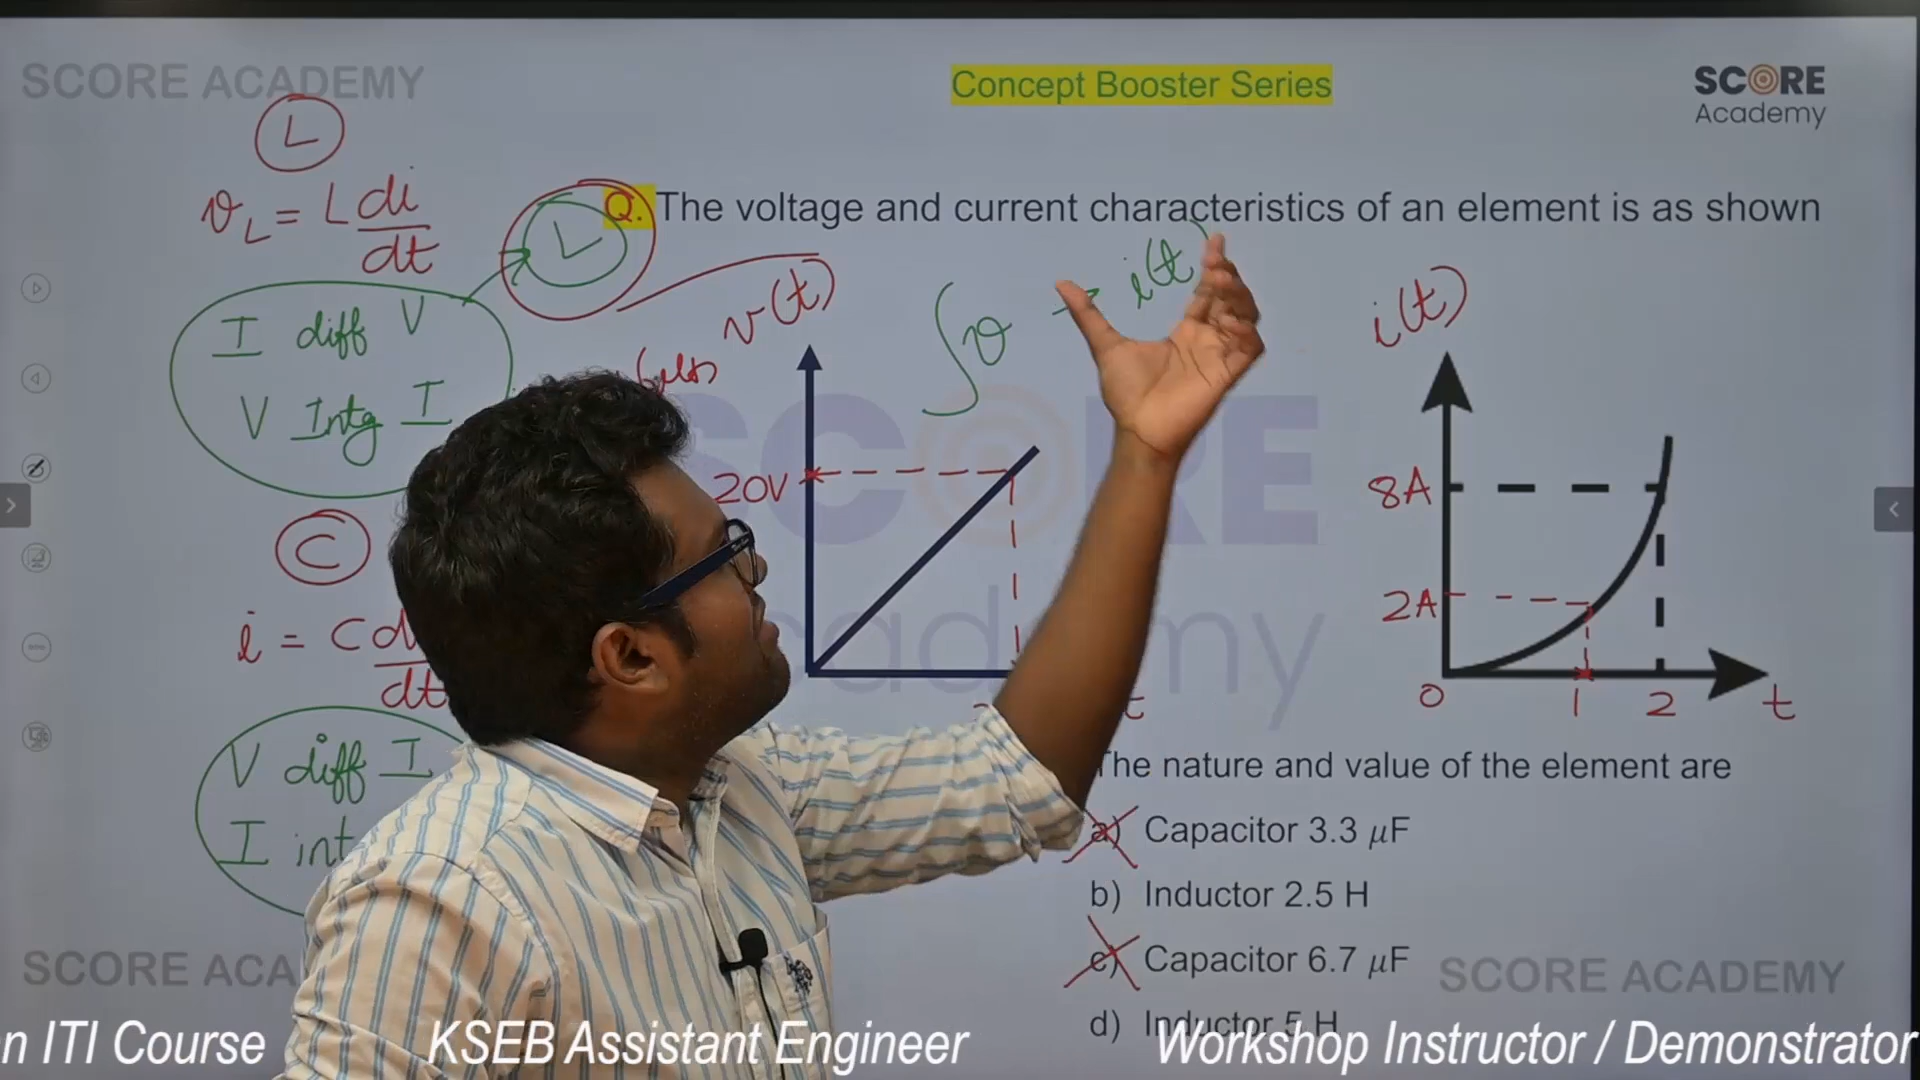 SCORE ACADEMY
Concept Booster Series
SCORE
Academy
L
v_L = L di/dt
L
Q. The voltage and current characteristics of an element is as shown
I diff V
V Intg I
v(t)
∫v → i(t)
i(t)
20V
8A
2A
0 1 2 t
t
SCORE
cademy
C
i = C d
dt
V diff I
I int
The nature and value of the element are
a) Capacitor 3.3 μF
b) Inductor 2.5 H
c) Capacitor 6.7 μF
d) Inductor 5 H
SCORE ACA
SCORE ACADEMY
n ITI Course KSEB Assistant Engineer Workshop Instructor / Demonstrator